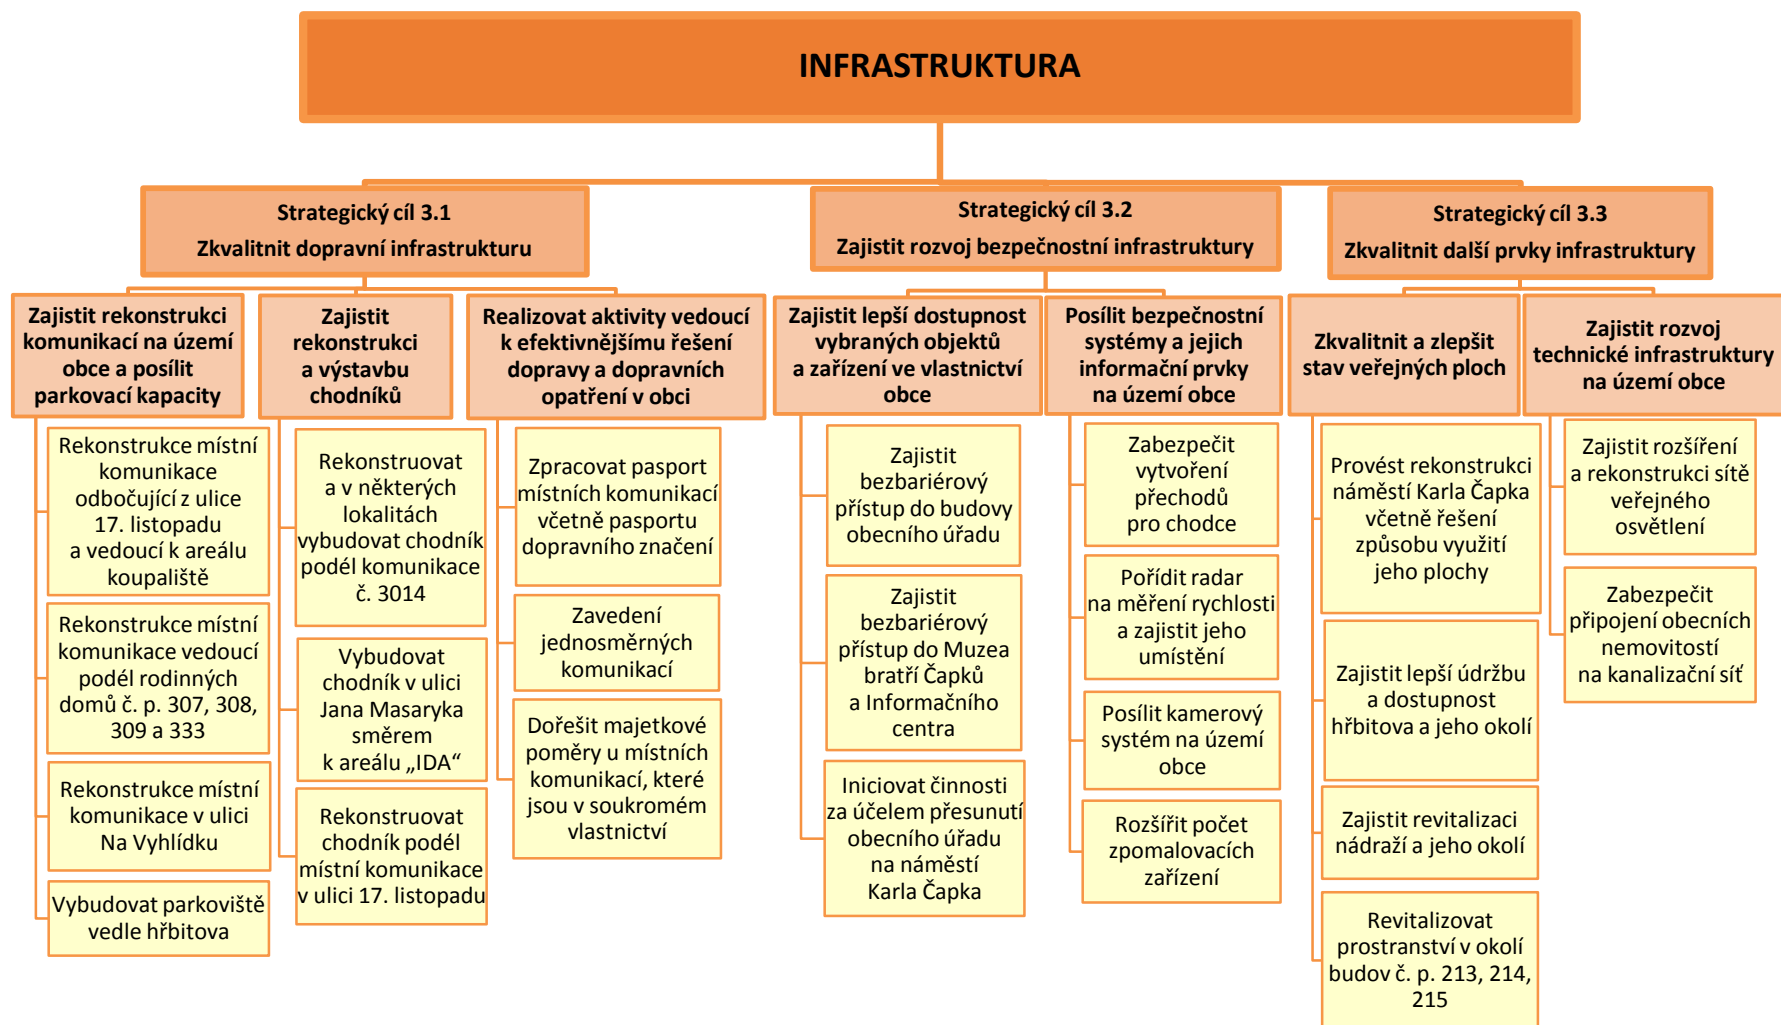 INFRASTRUKTURA
Strategický cíl 3.1
Zkvalitnit dopravní infrastrukturu
Zajistit rekonstrukci
komunikací na území
obce a posílit
parkovací kapacity
Rekonstrukce místní
komunikace
odbočující z ulice
17. listopadu
a vedoucí k areálu
koupaliště
Rekonstrukce místní
komunikace vedoucí
podél rodinných
domů č. p. 307, 308,
309 a 333
Rekonstrukce místní
komunikace v ulici
Na Vyhlídku
Vybudovat parkoviště
vedle hřbitova
Zajistit
rekonstrukci
a výstavbu
chodníků
Rekonstruovat
a v některých
lokalitách
vybudovat chodník
podél komunikace
č. 3014
Vybudovat
chodník v ulici
Jana Masaryka
směrem
k areálu „IDA“
Rekonstruovat
chodník podél
místní komunikace
v ulici 17. listopadu
Realizovat aktivity vedoucí
k efektivnějšímu řešení
dopravy a dopravních
opatření v obci
Zpracovat pasport
místních komunikací
včetně pasportu
dopravního značení
Zavedení
jednosměrných
komunikací
Dořešit majetkové
poměry u místních
komunikací, které
jsou v soukromém
vlastnictví
Strategický cíl 3.2
Zajistit rozvoj bezpečnostní infrastruktury
Zajistit lepší dostupnost
vybraných objektů
a zařízení ve vlastnictví
obce
Zajistit
bezbariérový
přístup do budovy
obecního úřadu
Zajistit
bezbariérový
přístup do Muzea
bratří Čapků
a Informačního
centra
Iniciovat činnosti
za účelem přesunutí
obecního úřadu
na náměstí
Karla Čapka
Posílit bezpečnostní
systémy a jejich
informační prvky
na území obce
Zabezpečit
vytvoření
přechodů
pro chodce
Pořídit radar
na měření rychlosti
a zajistit jeho
umístění
Posílit kamerový
systém na území
obce
Rozšířit počet
zpomalovacích
zařízení
Strategický cíl 3.3
Zkvalitnit další prvky infrastruktury
Zkvalitnit a zlepšit
stav veřejných ploch
Provést rekonstrukci
náměstí Karla Čapka
včetně řešení
způsobu využití
jeho plochy
Zajistit lepší údržbu
a dostupnost
hřbitova a jeho okolí
Zajistit revitalizaci
nádraží a jeho okolí
Revitalizovat
prostranství v okolí
budov č. p. 213, 214,
215
Zajistit rozvoj
technické infrastruktury
na území obce
Zajistit rozšíření
a rekonstrukci sítě
veřejného
osvětlení
Zabezpečit
připojení obecních
nemovitostí
na kanalizační síť